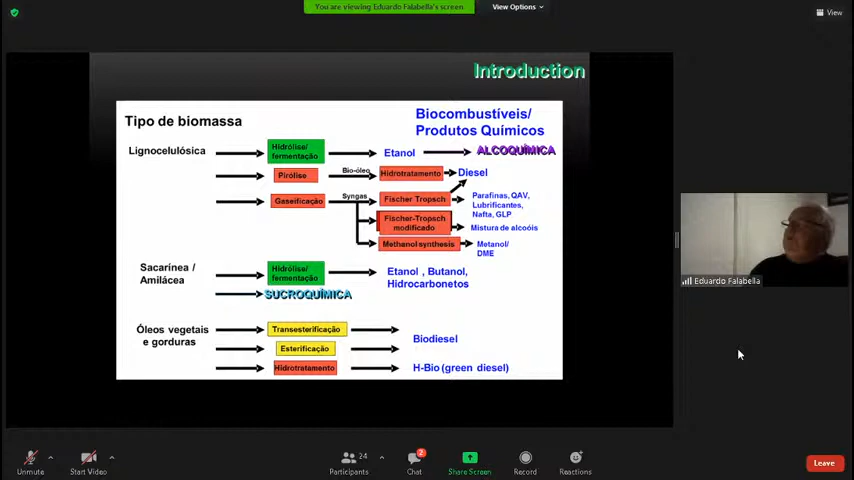 You are viewing Eduardo Falabella's screen
View Options
View
Introduction
Tipo de biomassa
Biocombustíveis/
Produtos Químicos
Lignocelulósica
Hidrólise/
fermentação
Etanol
ALCOQUÍMICA
Pirólise
Bio-óleo
Hidrotratamento
Diesel
Gaseificação
Syngas
Fischer Tropsch
Parafinas, QAV,
Lubrificantes,
Nafta, GLP
Fischer-Tropsch
modificado
Mistura de alcoóis
Methanol synthesis
Metanol/
DME
Sacarínea /
Amilácea
Hidrólise/
fermentação
Etanol , Butanol,
Hidrocarbonetos
SUCROQUÍMICA
Óleos vegetais
e gorduras
Transesterificação
Esterificação
Biodiesel
Hidrotratamento
H-Bio (green diesel)
Eduardo Falabella
Unmute
Start Video
24
Participants
2
Chat
Share Screen
Record
Reactions
Leave